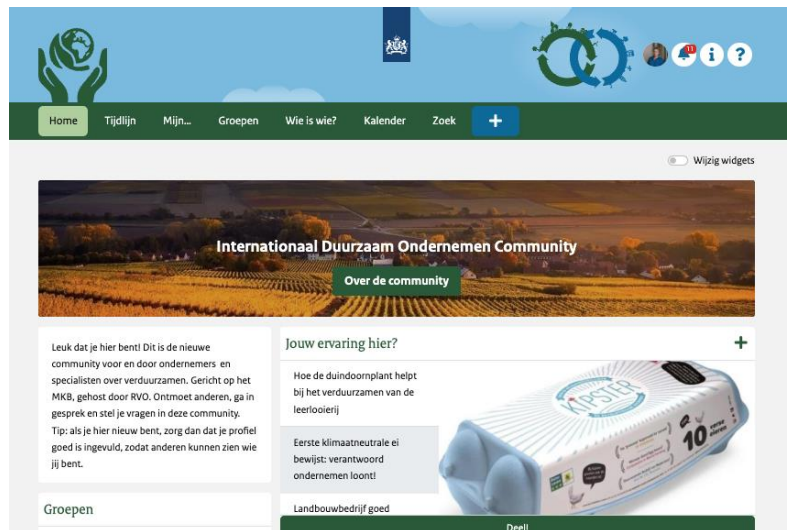 11
Home Tijdlijn Mijn... Groepen Wie is wie? Kalender Zoek +
Wijzig widgets
Internationaal Duurzaam Ondernemen Community
Over de community
Leuk dat je hier bent! Dit is de nieuwe
community voor en door ondernemers en
specialisten over verduurzamen. Gericht op het
MKB, gehost door RVO. Ontmoet anderen, ga in
gesprek en stel je vragen in deze community.
Tip: als je hier nieuw bent, zorg dan dat je profiel
goed is ingevuld, zodat anderen kunnen zien wie
jij bent.
Groepen
Jouw ervaring hier?
Hoe de duindoornplant helpt
bij het verduurzamen van de
leerlooierij
Eerste klimaatneutrale ei
bewijst: verantwoord
ondernemen loont!
Landbouwbedrijf goed
KIPSTER
10
verse
eieren
Deel!